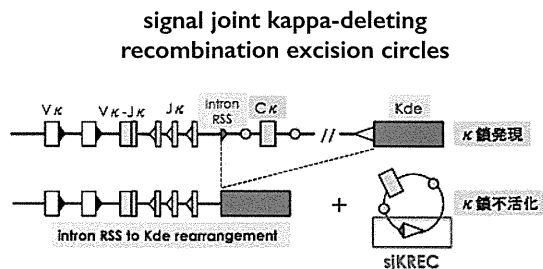 signal joint kappa-deleting
recombination excision circles
Vκ Vκ-Jκ Jκ intron RSS Cκ Kde
//
κ鎖発現
+
κ鎖不活化
intron RSS to Kde rearrangement
siKREC